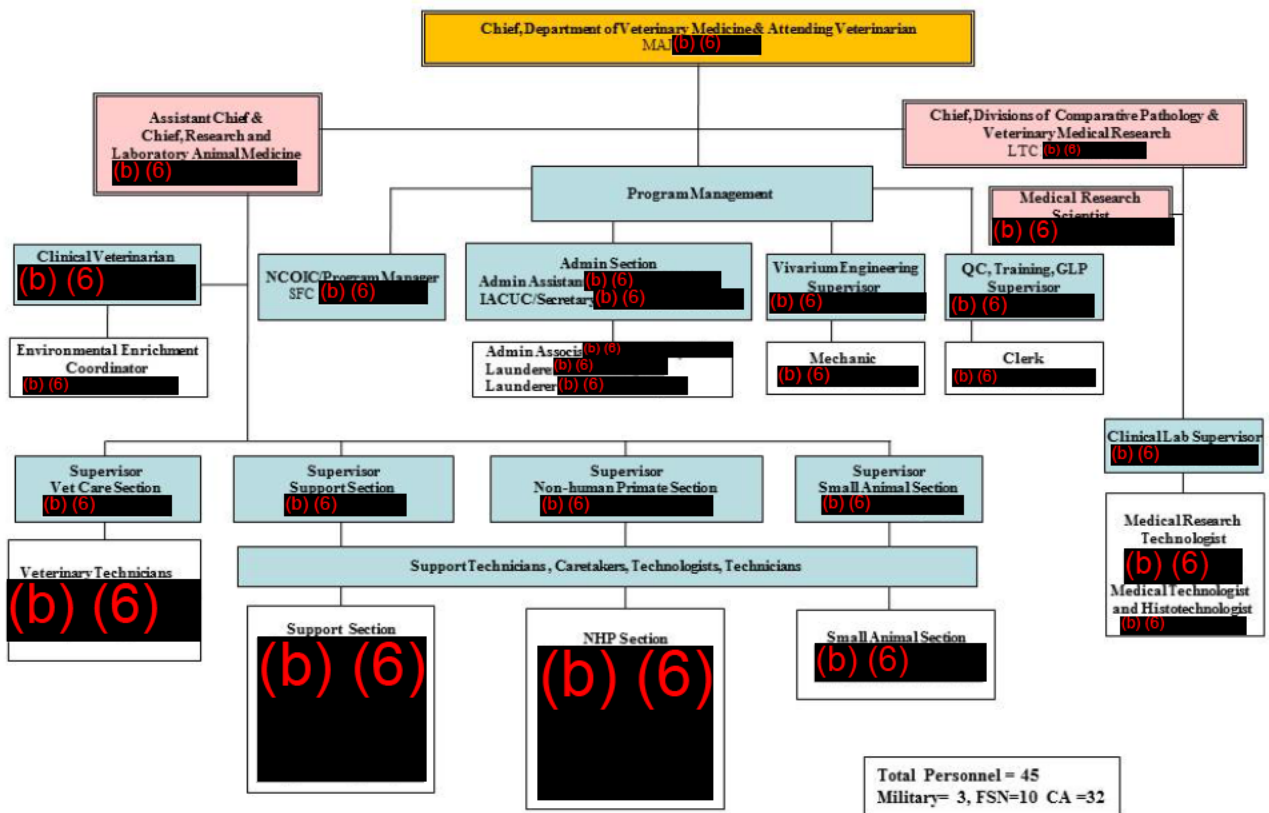 Chief, Department of Veterinary Medicine & Attending Veterinarian
MAJ (b) (6)
Assistant Chief &
Chief, Research and
Laboratory Animal Medicine
(b) (6)
Chief, Divisions of Comparative Pathology &
Veterinary Medical Research
LTC (b) (6)
Program Management
Medical Research
Scientist
(b) (6)
Clinical Veterinarian
(b) (6)
NCOIC/Program Manager
SFC (b) (6)
Admin Section
Admin Assistan (b) (6)
IACUC/Secretary (b) (6)
Vivarium Engineering
Supervisor
(b) (6)
QC, Training, GLP
Supervisor
(b) (6)
Environmental Enrichment
Coordinator
(b) (6)
Admin Associ (b) (6)
Launderer (b) (6)
Launderer (b) (6)
Mechanic
(b) (6)
Clerk
(b) (6)
Clinical Lab Supervisor
(b) (6)
Supervisor
Vet Care Section
(b) (6)
Supervisor
Support Section
(b) (6)
Supervisor
Non-human Primate Section
(b) (6)
Supervisor
Small Animal Section
(b) (6)
Medical Research
Technologist
(b) (6)
Medical Technologist
and Histotechnologist
(b) (6)
Veterinary Technicians
(b) (6)
Support Technicians, Caretakers, Technologists, Technicians
Support Section
(b) (6)
NHP Section
(b) (6)
Small Animal Section
(b) (6)
Total Personnel = 45
Military= 3, FSN=10 CA =32